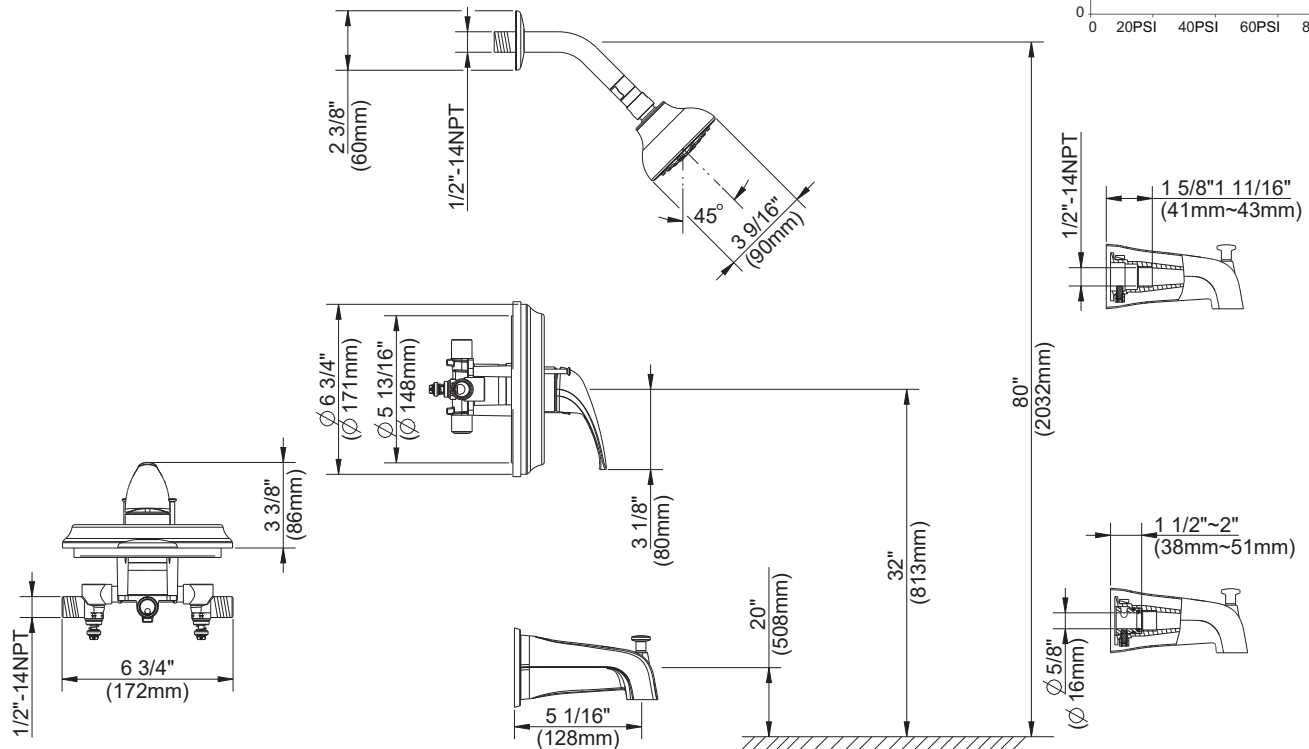 0
0 20PSI 40PSI 60PSI 8
2 3/8"
(60mm)
1/2"-14NPT
45°
3 9/16"
(90mm)
1/2"-14NPT
1 5/8"1 11/16"
(41mm~43mm)
80"
(2032mm)
Ø 6 3/4"
(Ø 171mm)
Ø 5 13/16"
(Ø 148mm)
3 1/8"
(80mm)
32"
(813mm)
3 3/8"
(86mm)
1/2"-14NPT
6 3/4"
(172mm)
20"
(508mm)
5 1/16"
(128mm)
1 1/2"~2"
(38mm~51mm)
Ø 5/8"
(Ø 16mm)